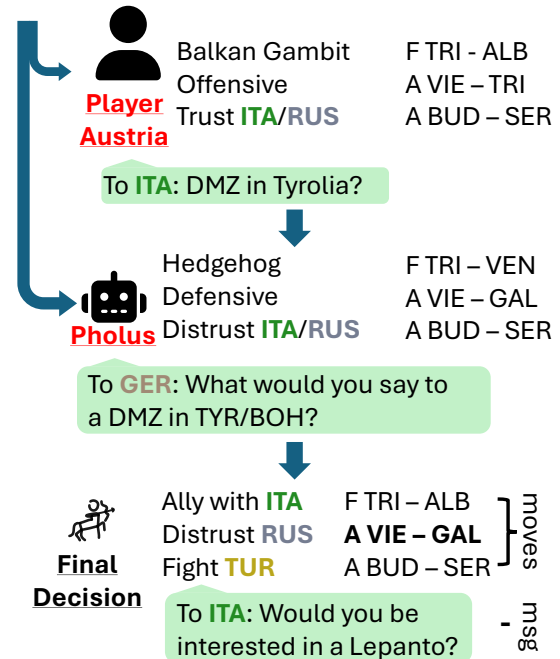 Balkan Gambit F TRI - ALB
Offensive A VIE – TRI
Trust ITA/RUS A BUD – SER
Player
Austria
To ITA: DMZ in Tyrolia?
Hedgehog F TRI – VEN
Defensive A VIE – GAL
Distrust ITA/RUS A BUD – SER
Pholus
To GER: What would you say to
a DMZ in TYR/BOH?
Ally with ITA F TRI – ALB
Distrust RUS A VIE – GAL
Fight TUR A BUD – SER
moves
Final
Decision
To ITA: Would you be
interested in a Lepanto?
- msg